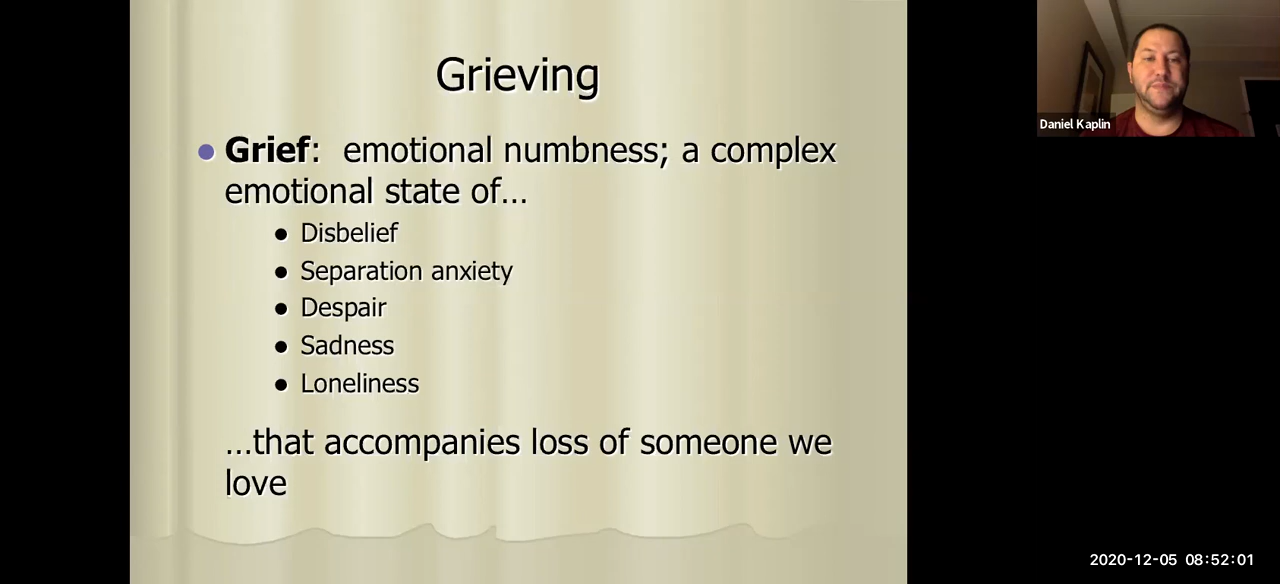 Grieving
Grief:  emotional numbness; a complex
emotional state of…
Disbelief
Separation anxiety
Despair
Sadness
Loneliness
…that accompanies loss of someone we
love
Daniel Kaplin
2020-12-05 08:52:01